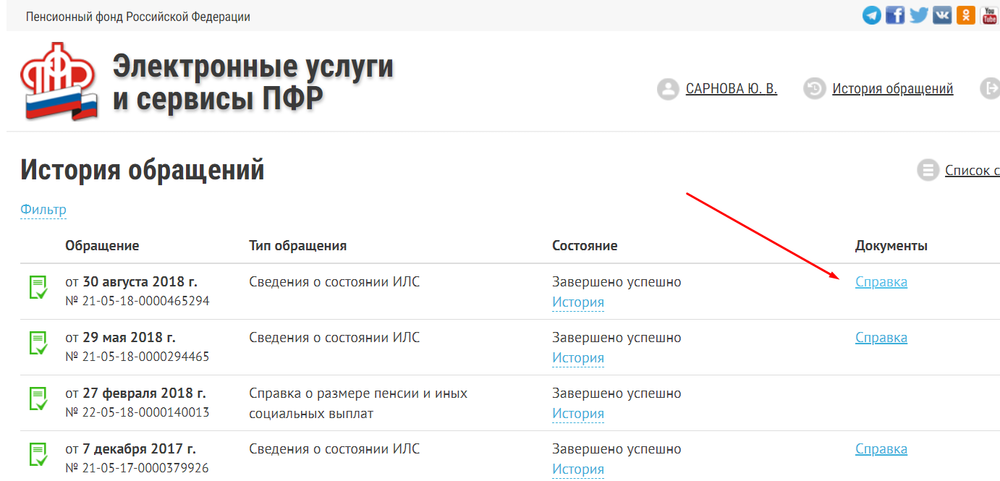 Пенсионный фонд Российской Федерации
You
Tube
Электронные услуги
и сервисы ПФР
САРНОВА Ю. В.
История обращений
История обращений
Список с
Фильтр
Обращение Тип обращения Состояние Документы
от 30 августа 2018 г. Сведения о состоянии ИЛС Завершено успешно Справка
№ 21-05-18-0000465294 История
от 29 мая 2018 г. Сведения о состоянии ИЛС Завершено успешно Справка
№ 21-05-18-0000294465 История
от 27 февраля 2018 г. Справка о размере пенсии и иных Завершено успешно
№ 22-05-18-0000140013 социальных выплат История
от 7 декабря 2017 г. Сведения о состоянии ИЛС Завершено успешно Справка
№ 21-05-17-0000379926 История